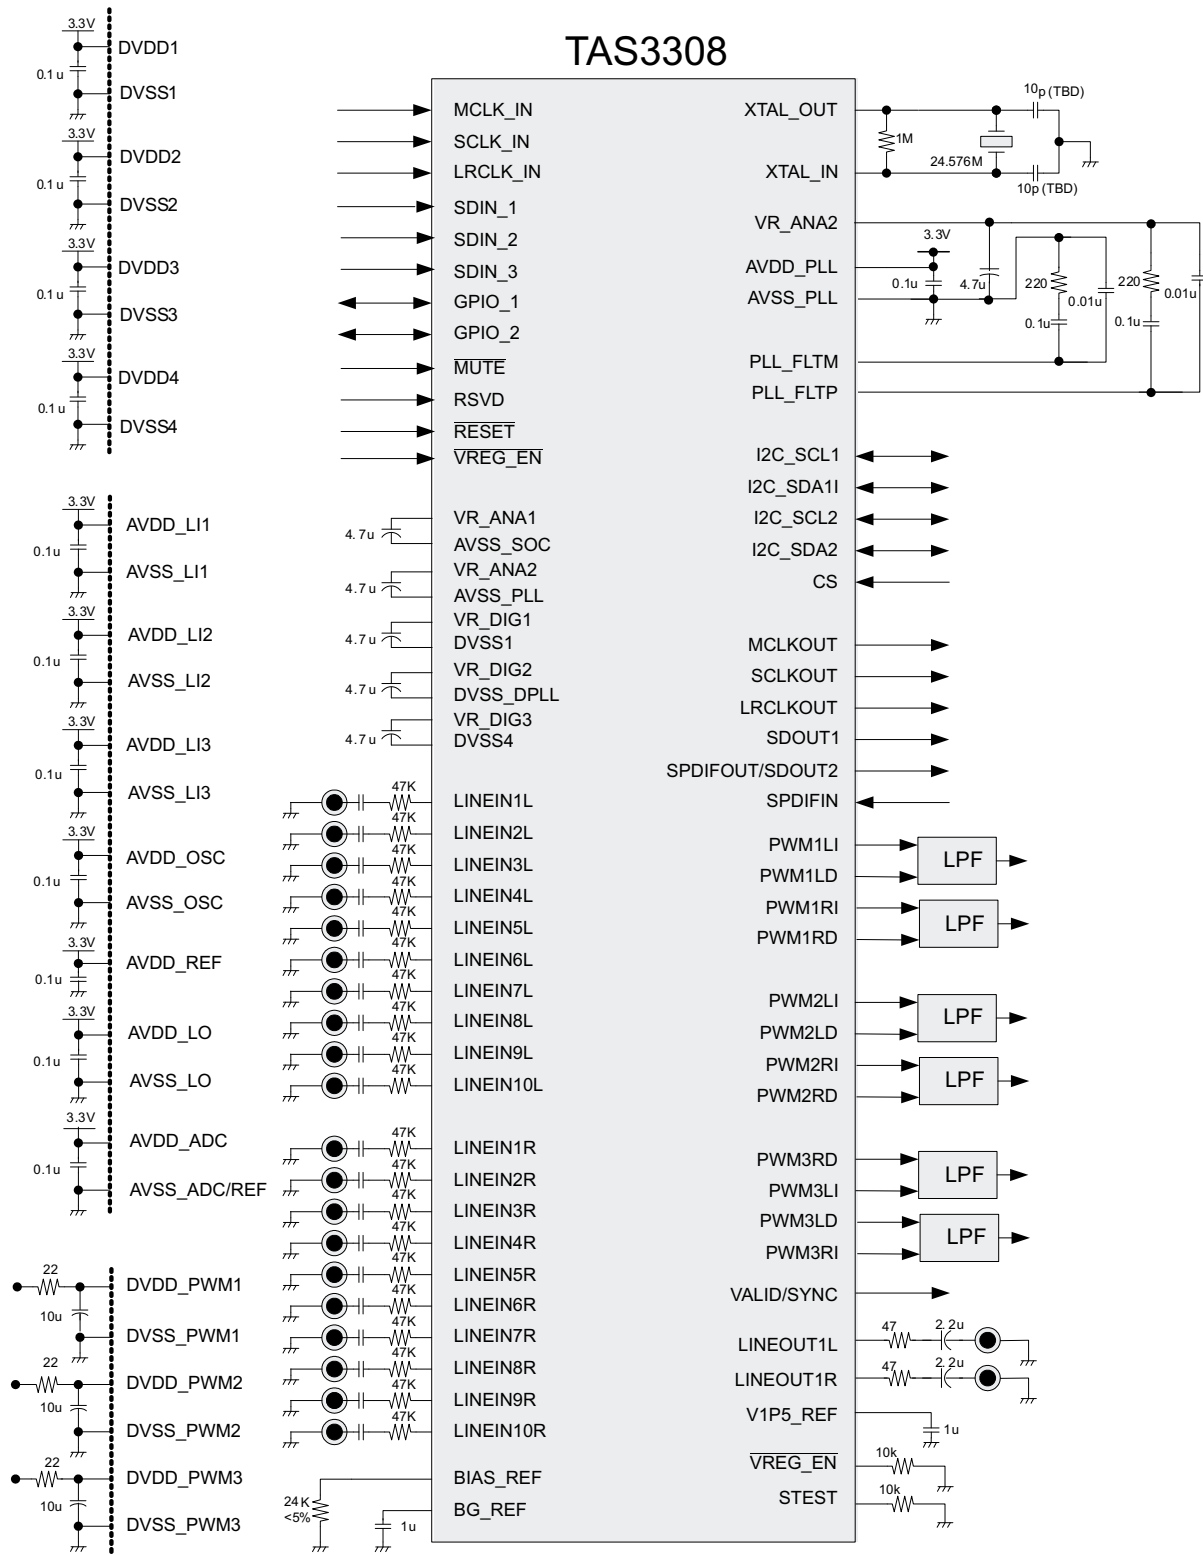 TAS3308
3.3V
DVDD1
0.1 u
DVSS1
3.3V
DVDD2
0.1 u
DVSS2
3.3V
DVDD3
0.1 u
DVSS3
3.3V
DVDD4
0.1 u
DVSS4
3.3V
AVDD_LI1
0.1u
AVSS_LI1
3.3V
AVDD_LI2
0.1u
AVSS_LI2
3.3V
AVDD_LI3
0.1u
AVSS_LI3
3.3V
AVDD_OSC
0.1u
AVSS_OSC
3.3V
AVDD_REF
0.1u
3.3V
AVDD_LO
0.1u
AVSS_LO
3.3V
AVDD_ADC
0.1u
AVSS_ADC/REF
22
DVDD_PWM1
10u
DVSS_PWM1
22
DVDD_PWM2
10u
DVSS_PWM2
22
DVDD_PWM3
10u
DVSS_PWM3
MCLK_IN
SCLK_IN
LRCLK_IN
SDIN_1
SDIN_2
SDIN_3
GPIO_1
GPIO_2
MUTE
RSVD
RESET
VREG_EN
VR_ANA1
4.7u
AVSS_SOC
VR_ANA2
4.7u
AVSS_PLL
VR_DIG1
4.7u
DVSS1
VR_DIG2
4.7u
DVSS_DPLL
VR_DIG3
4.7u
DVSS4
47K
LINEIN1L
47K
LINEIN2L
47K
LINEIN3L
47K
LINEIN4L
47K
LINEIN5L
47K
LINEIN6L
47K
LINEIN7L
47K
LINEIN8L
47K
LINEIN9L
47K
LINEIN10L
47K
LINEIN1R
47K
LINEIN2R
47K
LINEIN3R
47K
LINEIN4R
47K
LINEIN5R
47K
LINEIN6R
47K
LINEIN7R
47K
LINEIN8R
47K
LINEIN9R
47K
LINEIN10R
BIAS_REF
24K
<5%
BG_REF
1u
XTAL_OUT
10p (TBD)
1M
24.576M
XTAL_IN
10p (TBD)
VR_ANA2
3.3V
AVDD_PLL
0.1u
4.7u
220
0.01u
220
0.01u
AVSS_PLL
0.1u
0.1u
PLL_FLTM
PLL_FLTP
I2C_SCL1
I2C_SDA1I
I2C_SCL2
I2C_SDA2
CS
MCLKOUT
SCLKOUT
LRCLKOUT
SDOUT1
SPDIFOUT/SDOUT2
SPDIFIN
PWM1LI
LPF
PWM1LD
PWM1RI
LPF
PWM1RD
PWM2LI
LPF
PWM2LD
PWM2RI
LPF
PWM2RD
PWM3RD
LPF
PWM3LI
PWM3LD
LPF
PWM3RI
VALID/SYNC
47
2.2u
LINEOUT1L
47
2.2u
LINEOUT1R
V1P5_REF
1u
VREG_EN
10k
STEST
10k